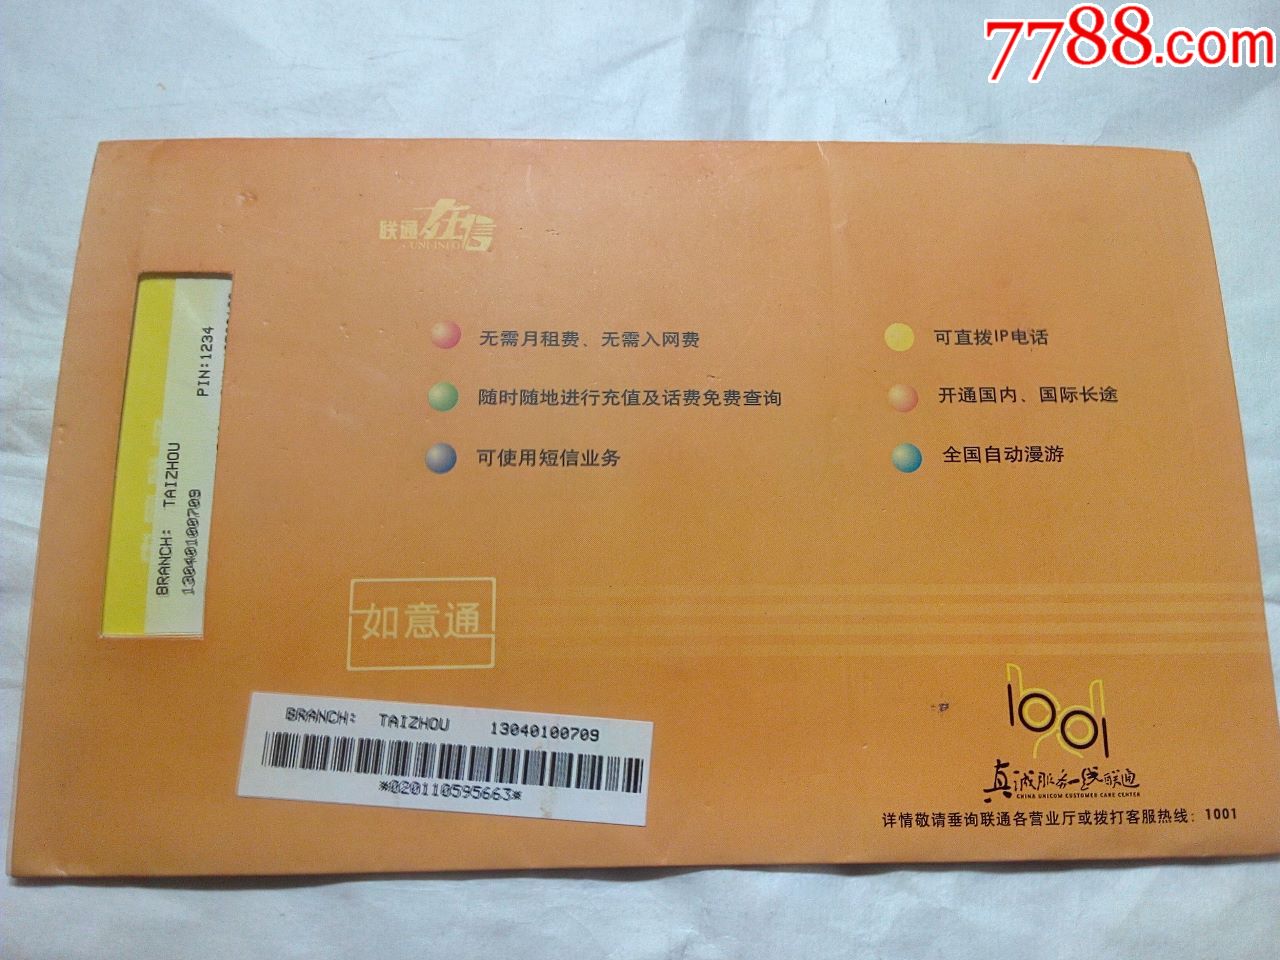 7788.com
联通在信
UNI-INFO
无需月租费、无需入网费
可直拨IP电话
随时随地进行充值及话费免费查询
开通国内、国际长途
可使用短信业务
全国自动漫游
PIN:1234
BRANCH: TAIZHOU
13040100709
如意通
BRANCH: TAIZHOU 13040100709
*020110595663*
1001
真诚服务一线联通
CHINA UNICOM CUSTOMER CARE CENTER
详情敬请垂询联通各营业厅或拨打客服热线：1001